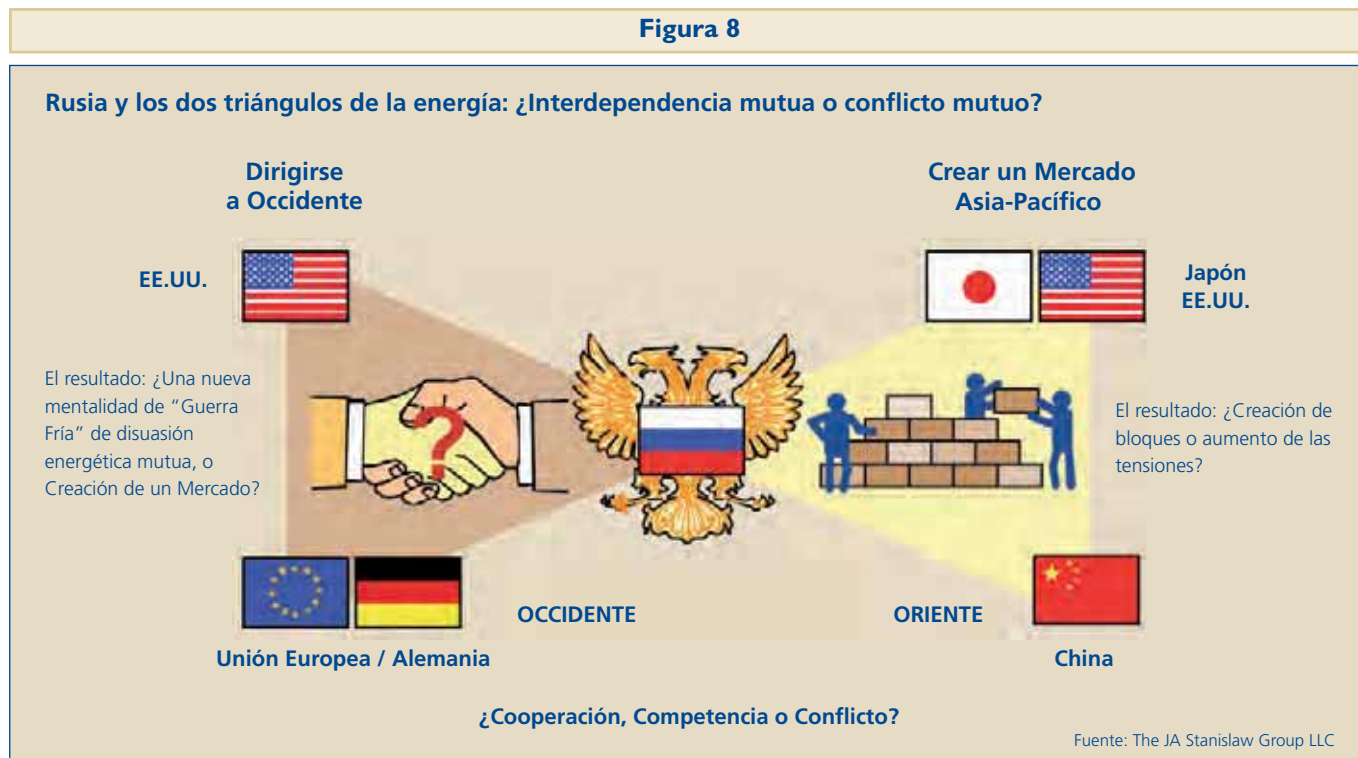 Figura 8
Rusia y los dos triángulos de la energía: ¿Interdependencia mutua o conflicto mutuo?
Dirigirse
a Occidente
Crear un Mercado
Asia-Pacífico
EE.UU.
Japón
EE.UU.
El resultado: ¿Una nueva
mentalidad de “Guerra
Fría” de disuasión
energética mutua, o
Creación de un Mercado?
?
El resultado: ¿Creación de
bloques o aumento de las
tensiones?
OCCIDENTE
ORIENTE
Unión Europea / Alemania
China
¿Cooperación, Competencia o Conflicto?
Fuente: The JA Stanislaw Group LLC